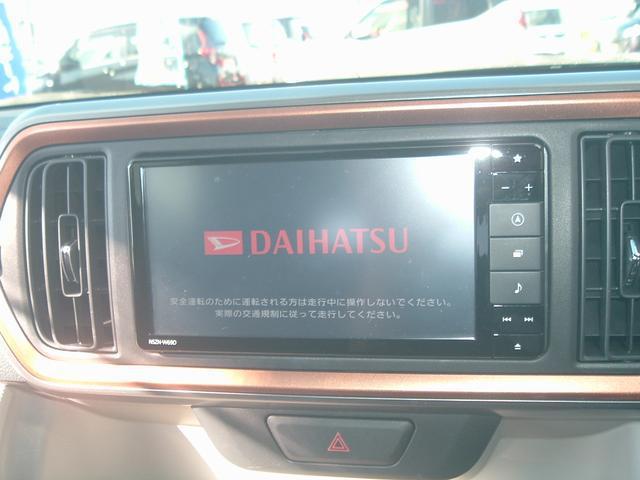 DAIHATSU
安全運転のために運転される方は走行中に操作しないでください。
実際の交通規制に従って走行してください。
NSZN-W69D